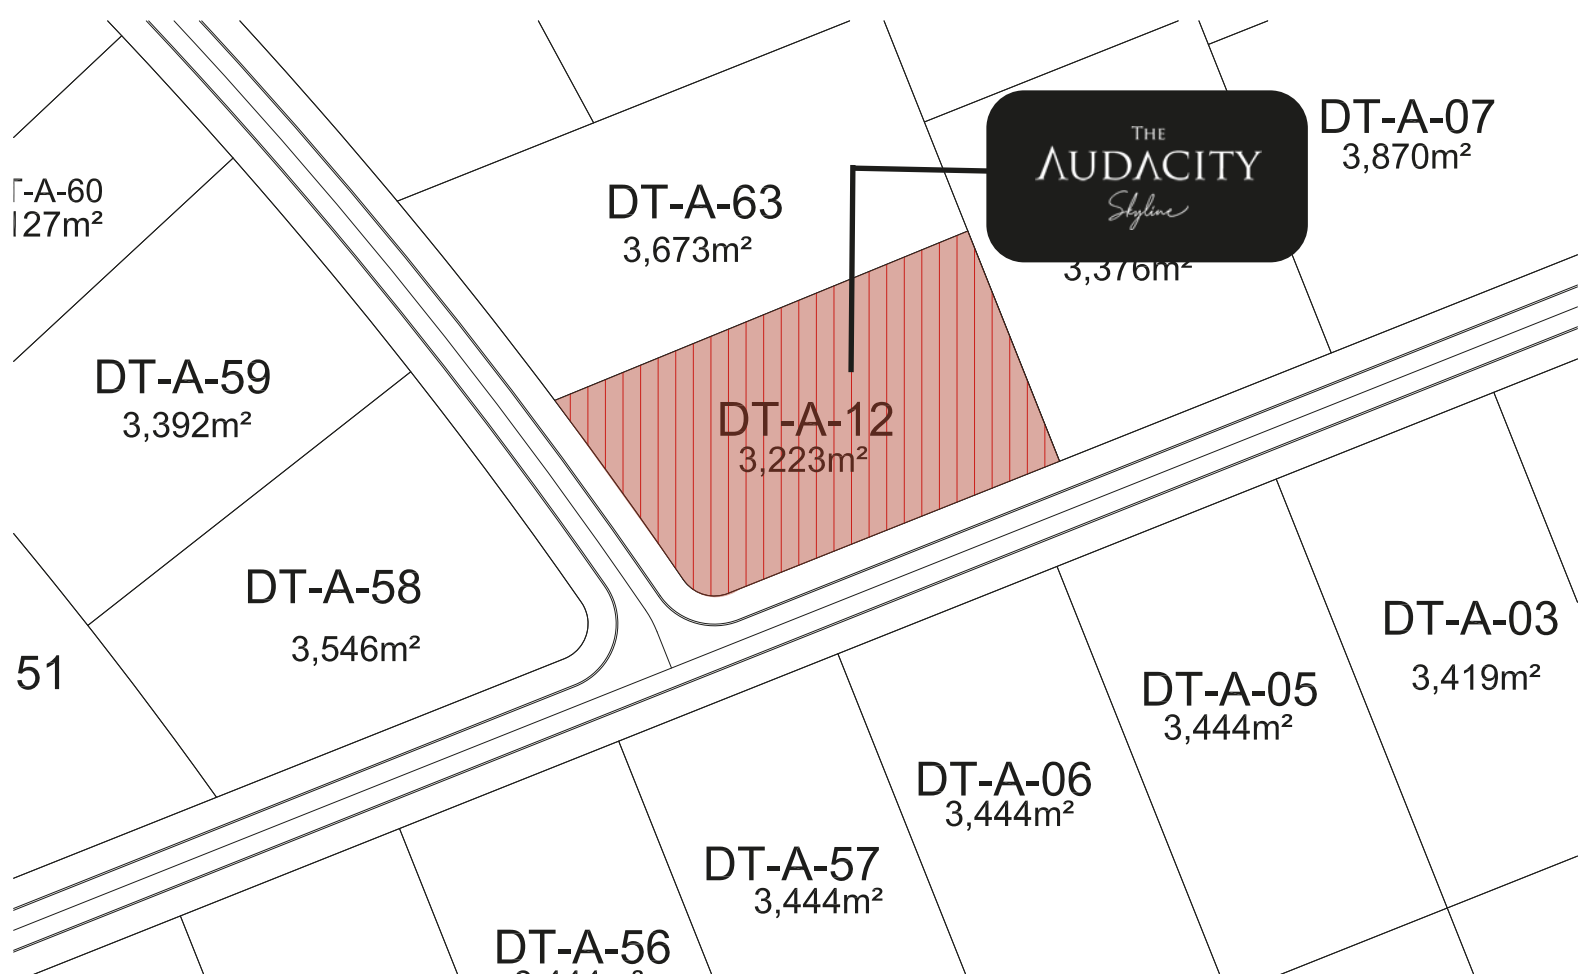 DT-A-07
3,870m²
THE
AUDACITY
Skyline
-A-60
27m²
DT-A-63
3,673m²
3,376m²
DT-A-59
3,392m²
DT-A-12
3,223m²
DT-A-58
3,546m²
51
DT-A-03
3,419m²
DT-A-05
3,444m²
DT-A-06
3,444m²
DT-A-57
3,444m²
DT-A-56